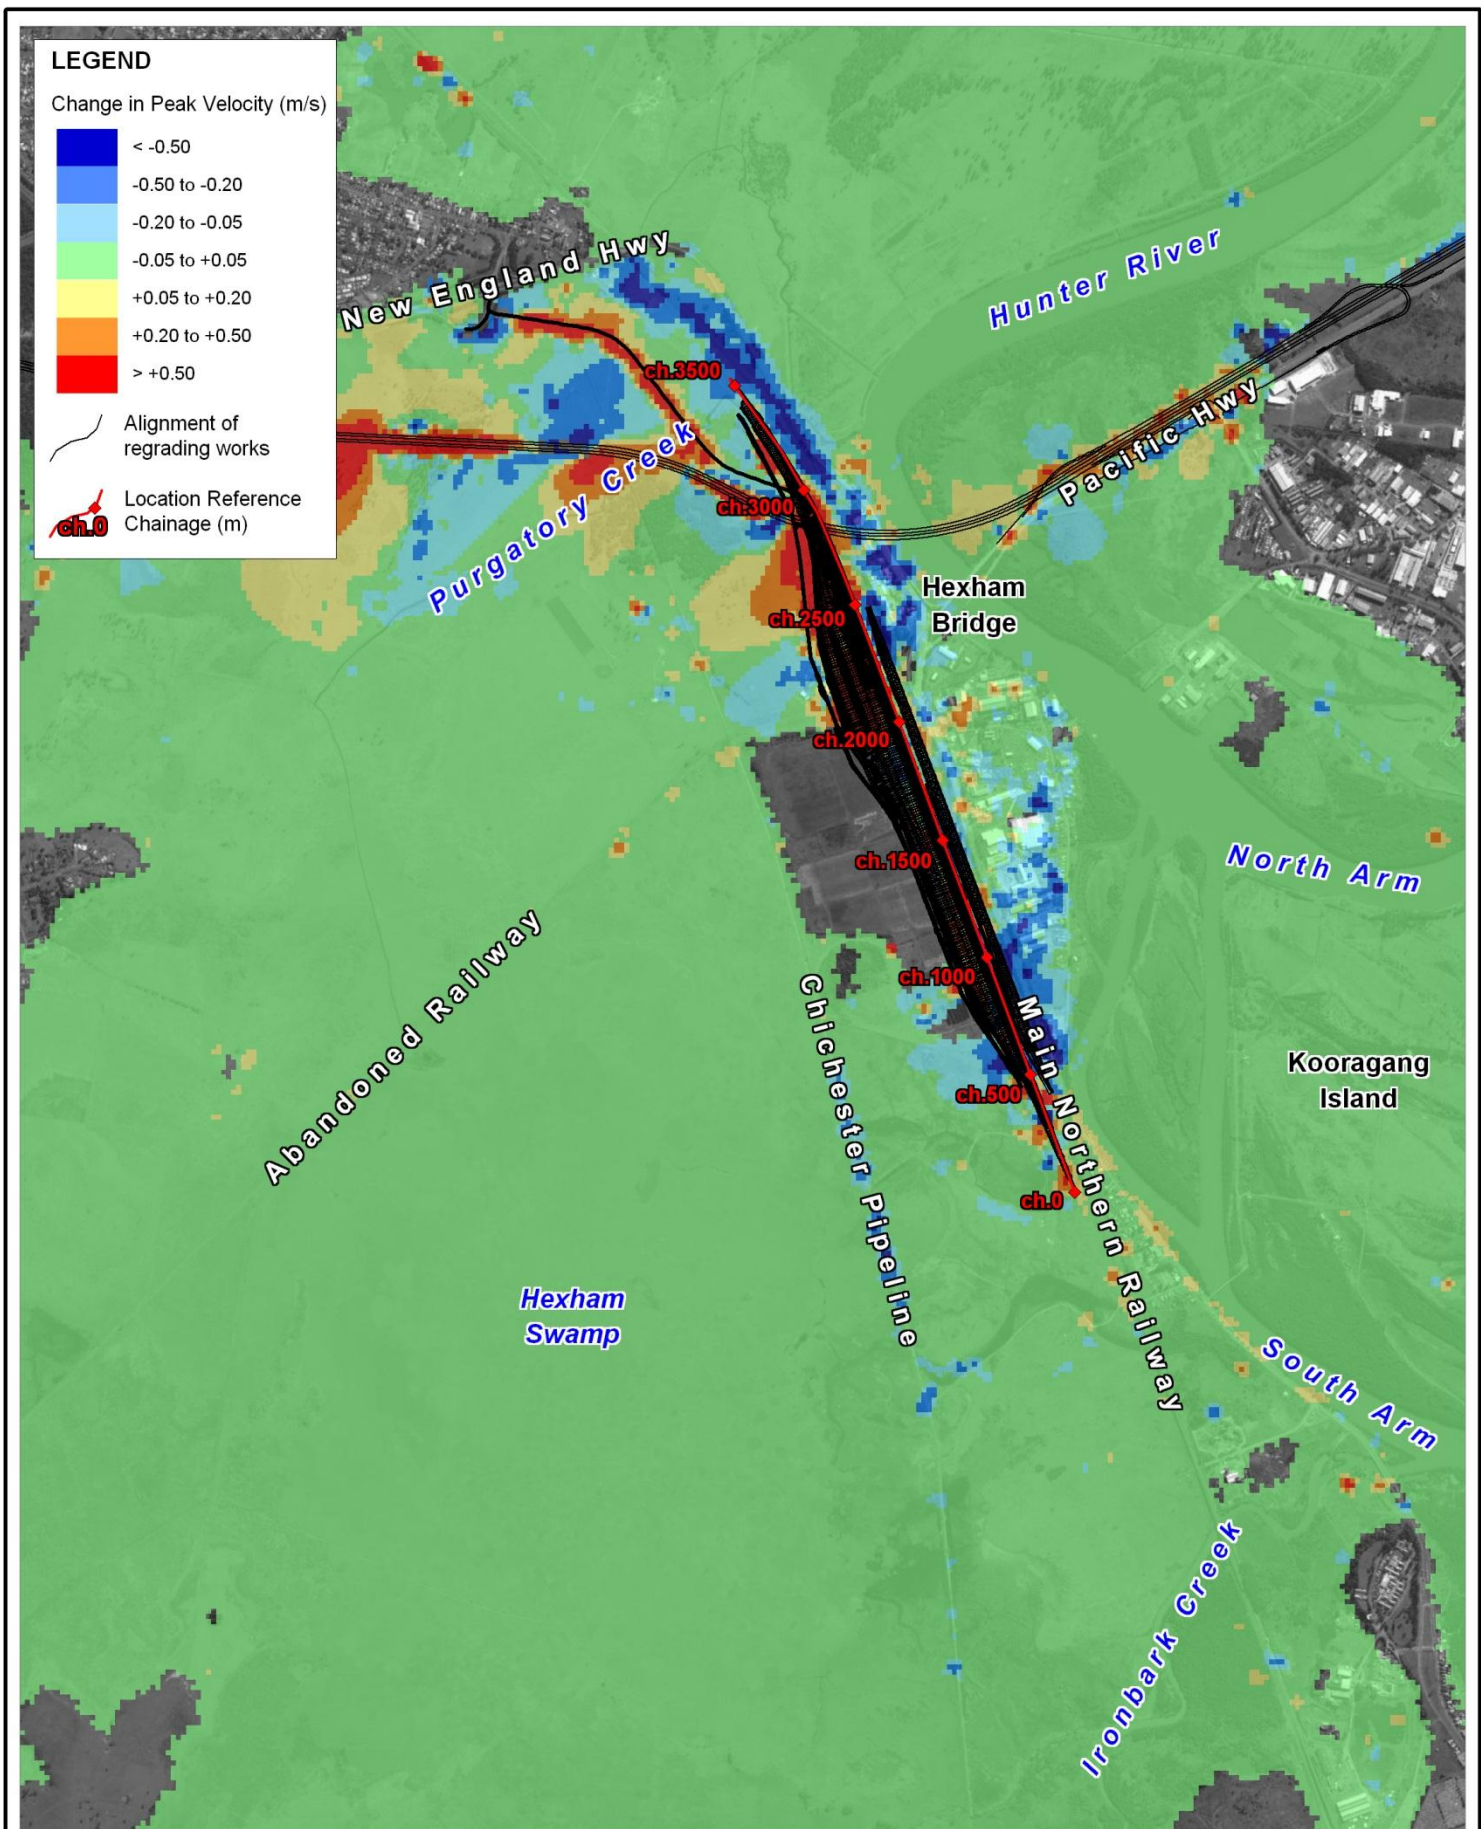 LEGEND
Change in Peak Velocity (m/s)
< -0.50
-0.50 to -0.20
-0.20 to -0.05
-0.05 to +0.05
+0.05 to +0.20
+0.20 to +0.50
> +0.50
Alignment of
regrading works
Location Reference
Chainage (m)
ch.0
New England Hwy
Hunter River
ch.3500
Pacific Hwy
Purgatory Creek
ch.3000
Hexham
Bridge
ch.2500
ch.2000
North Arm
ch.1500
Abandoned Railway
ch.1000
Chichester Pipeline
Main Northern Railway
Kooragang
Island
ch.500
ch.0
Hexham
Swamp
South Arm
Ironbark Creek